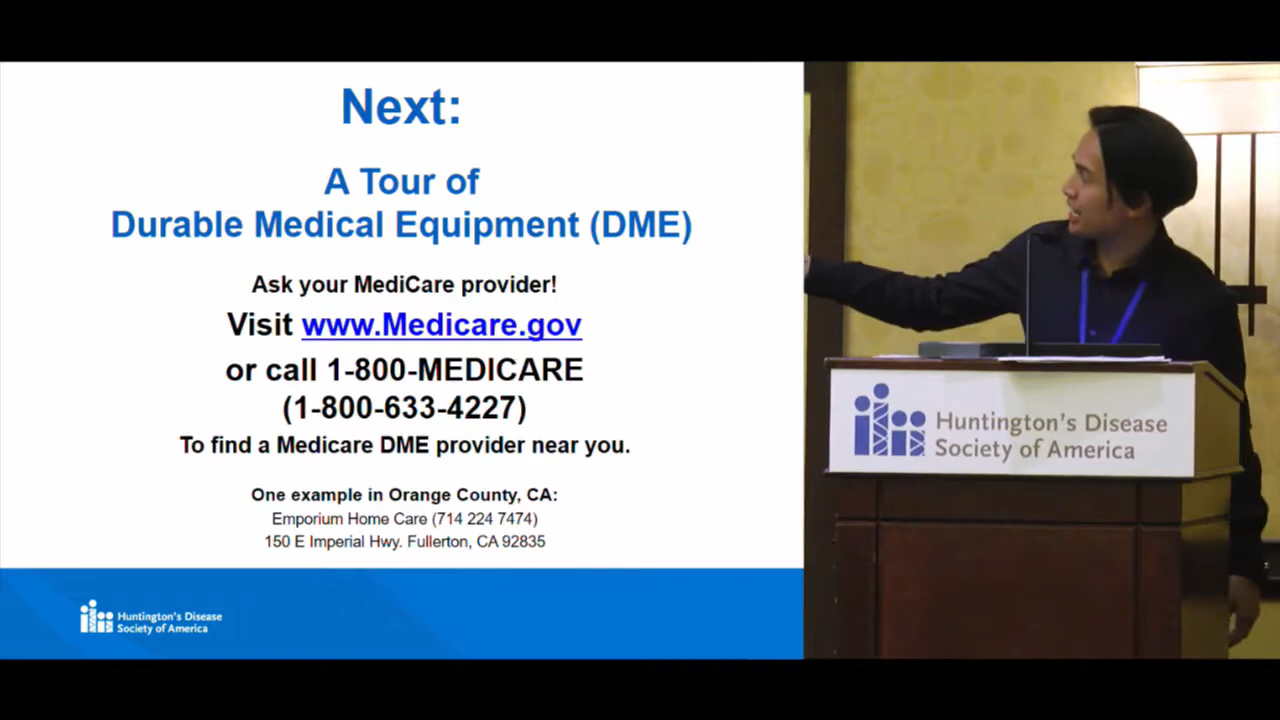 Next:
A Tour of
Durable Medical Equipment (DME)
Ask your MediCare provider!
Visit www.Medicare.gov
or call 1-800-MEDICARE
(1-800-633-4227)
To find a Medicare DME provider near you.
One example in Orange County, CA:
Emporium Home Care (714 224 7474)
150 E Imperial Hwy. Fullerton, CA 92835
Huntington's Disease
Society of America
Huntington's Disease
Society of America